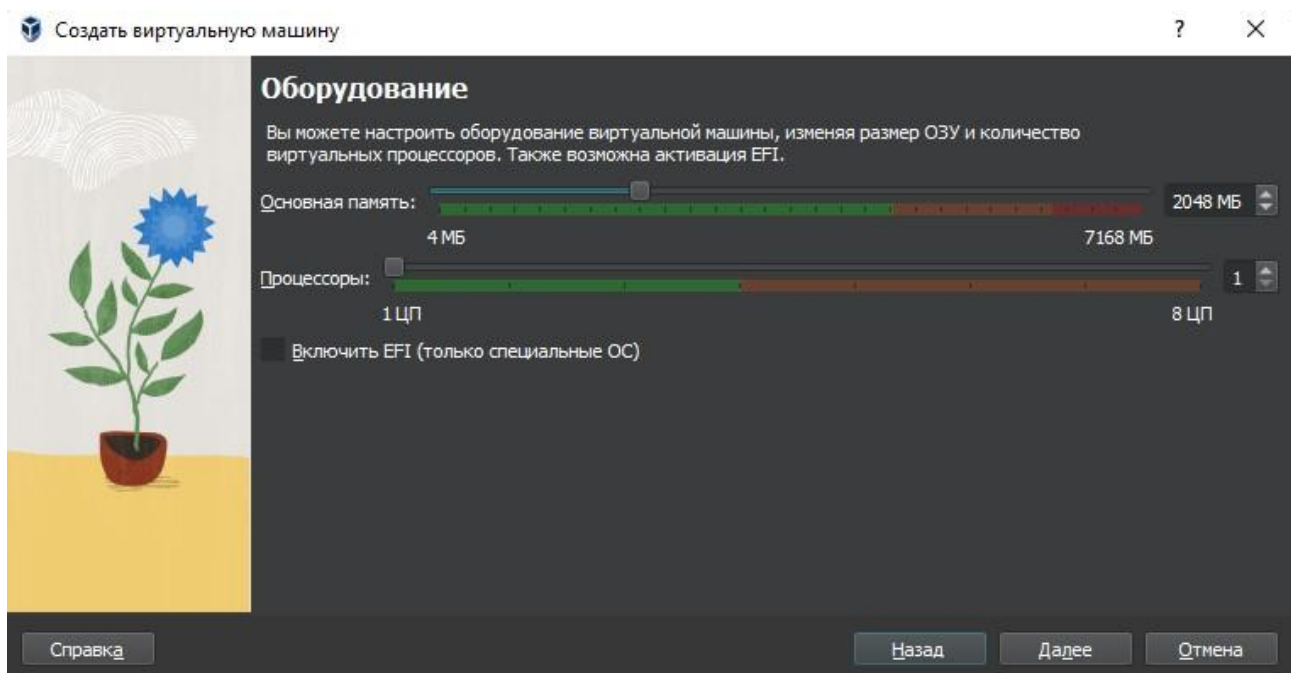 Создать виртуальную машину
Оборудование
Вы можете настроить оборудование виртуальной машины, изменяя размер ОЗУ и количество
виртуальных процессоров. Также возможна активация EFI.
Основная память: 2048 МБ
4 МБ 7168 МБ
Процессоры: 1
1 ЦП 8 ЦП
Включить EFI (только специальные ОС)
Справка Назад Далее Отмена